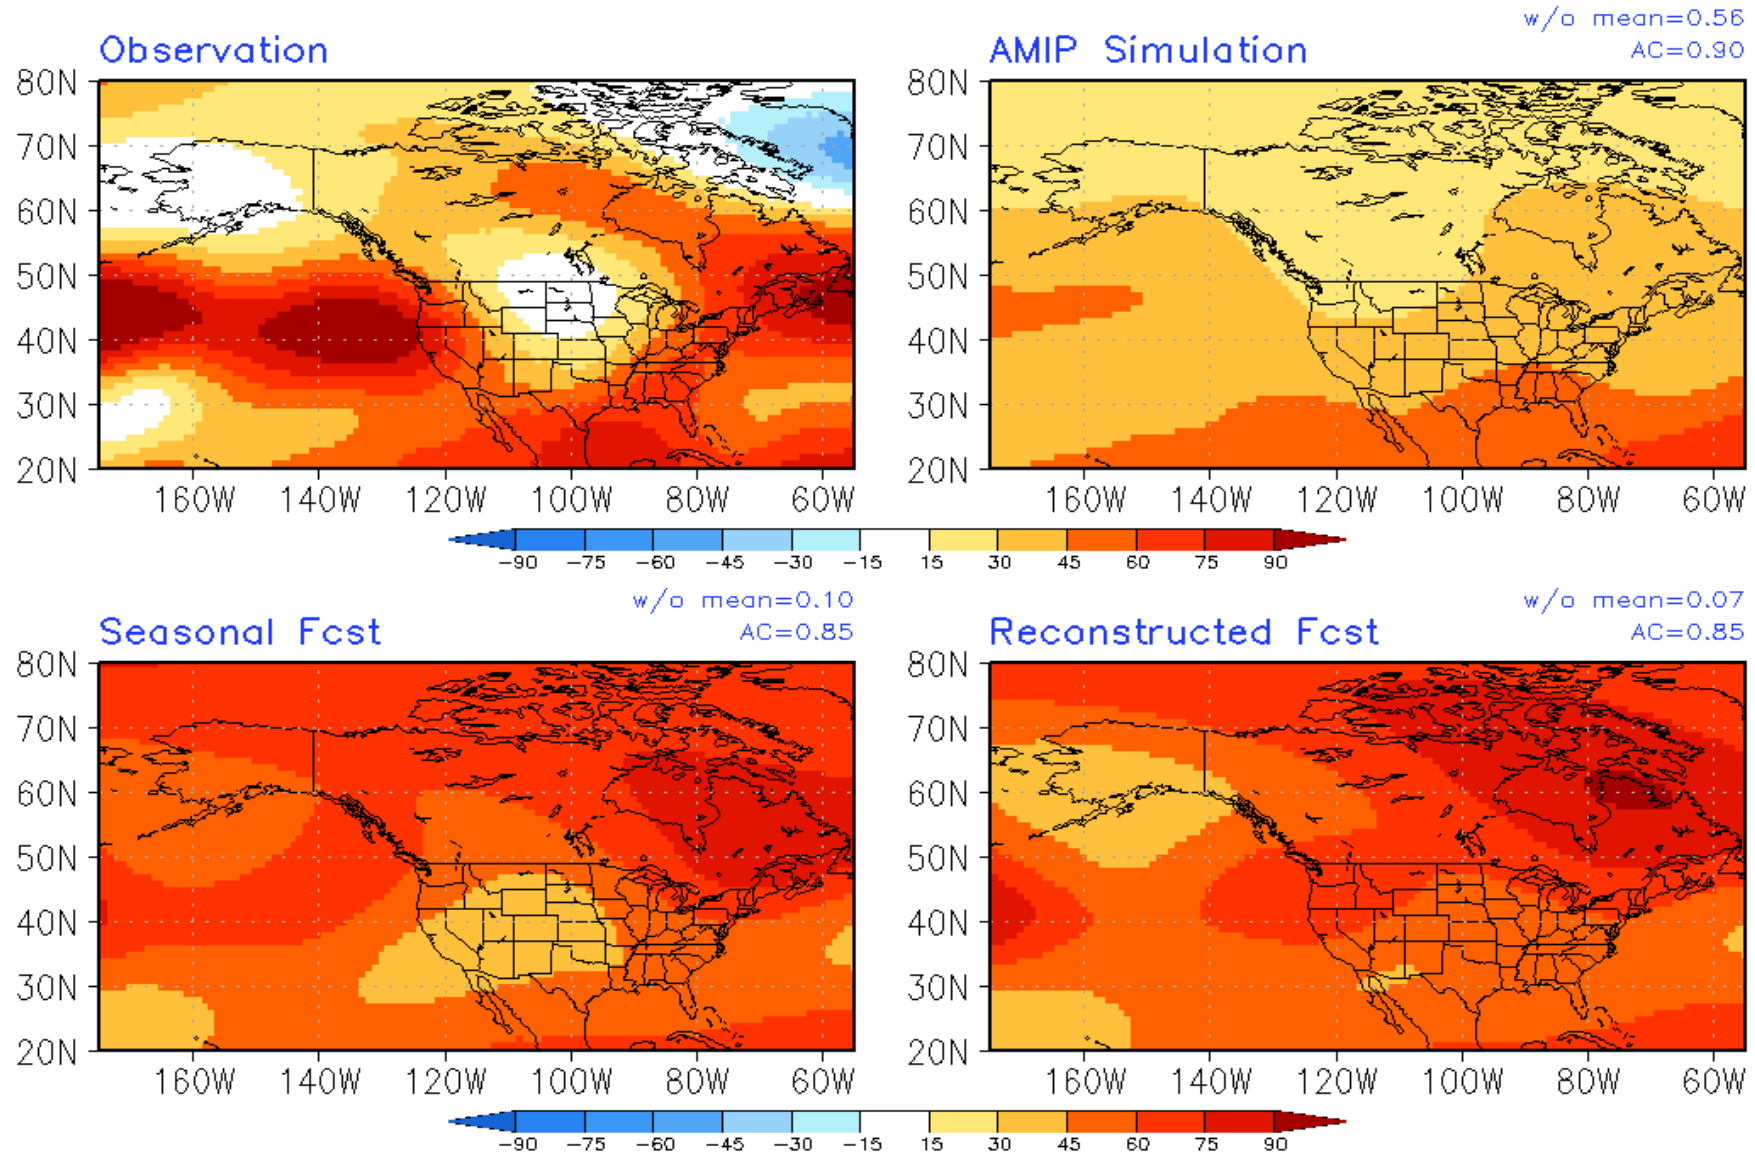 w/o mean=0.56
Observation
AMIP Simulation
AC=0.90
80N
70N
60N
50N
40N
30N
20N
160W 140W 120W 100W 80W 60W
80N
70N
60N
50N
40N
30N
20N
160W 140W 120W 100W 80W 60W
-90 -75 -60 -45 -30 -15 15 30 45 60 75 90
w/o mean=0.10
Seasonal Fcst
AC=0.85
w/o mean=0.07
Reconstructed Fcst
AC=0.85
80N
70N
60N
50N
40N
30N
20N
160W 140W 120W 100W 80W 60W
80N
70N
60N
50N
40N
30N
20N
160W 140W 120W 100W 80W 60W
-90 -75 -60 -45 -30 -15 15 30 45 60 75 90